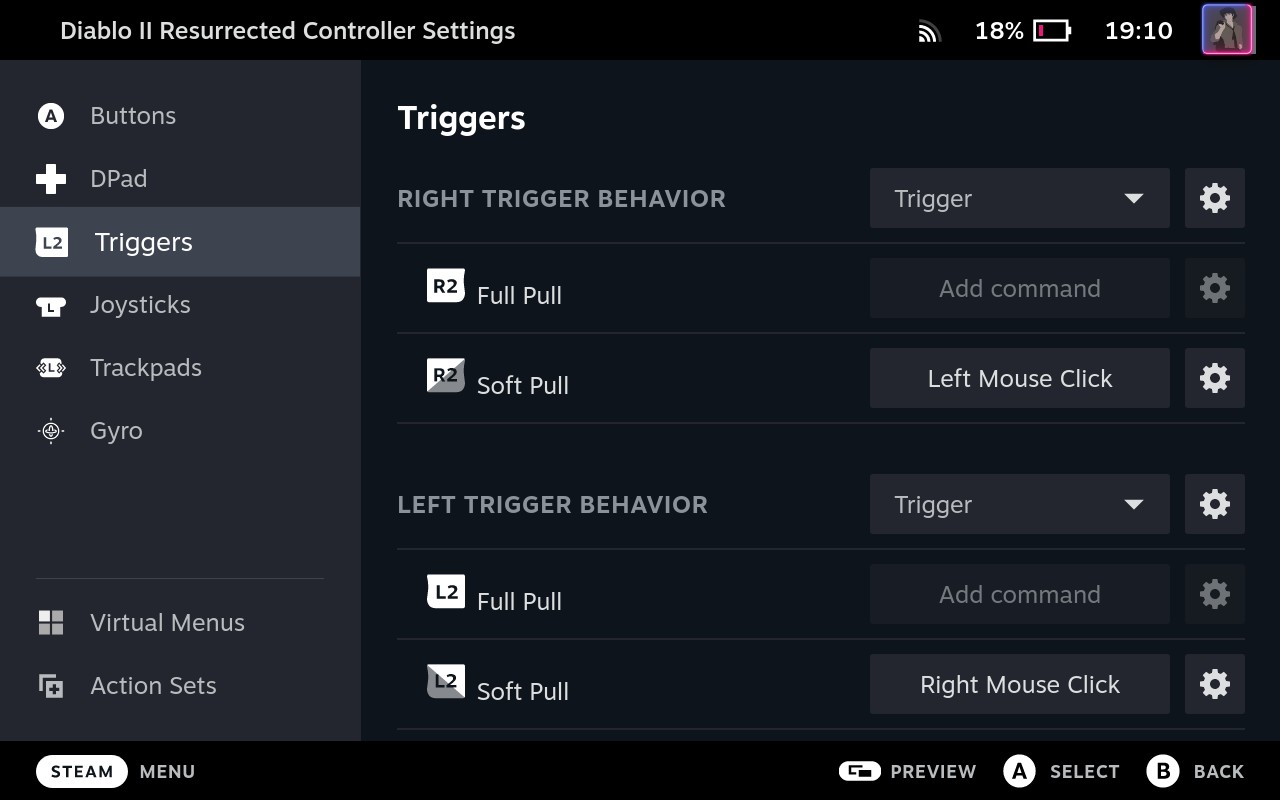 Diablo II Resurrected Controller Settings
18%
19:10
A Buttons
DPad
L2 Triggers
L Joysticks
L Trackpads
Gyro
Virtual Menus
Action Sets
Triggers
RIGHT TRIGGER BEHAVIOR
Trigger
R2 Full Pull
Add command
R2 Soft Pull
Left Mouse Click
LEFT TRIGGER BEHAVIOR
Trigger
L2 Full Pull
Add command
L2 Soft Pull
Right Mouse Click
STEAM MENU
PREVIEW
A SELECT
B BACK